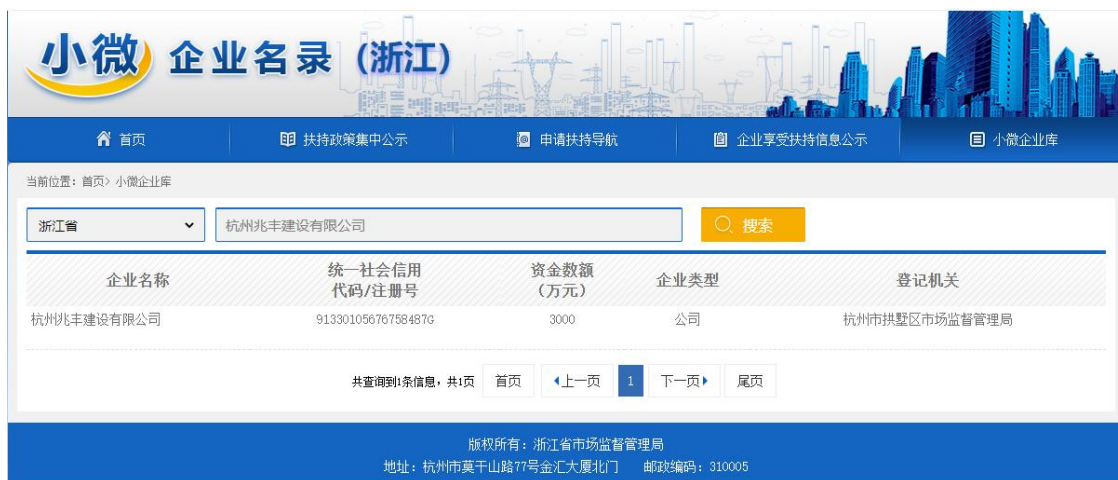 小微 企业名录（浙江）
首页 扶持政策集中公示 申请扶持导航 企业享受扶持信息公示 小微企业库
当前位置：首页> 小微企业库
浙江省 杭州兆丰建设有限公司 搜索
企业名称 统一社会信用代码/注册号 资金数额（万元） 企业类型 登记机关
杭州兆丰建设有限公司 91330105676758487G 3000 公司 杭州市拱墅区市场监督管理局
共查询到1条信息，共1页 首页 上一页 1 下一页 尾页
版权所有：浙江省市场监督管理局
地址：杭州市莫干山路77号金汇大厦北门 邮政编码：310005